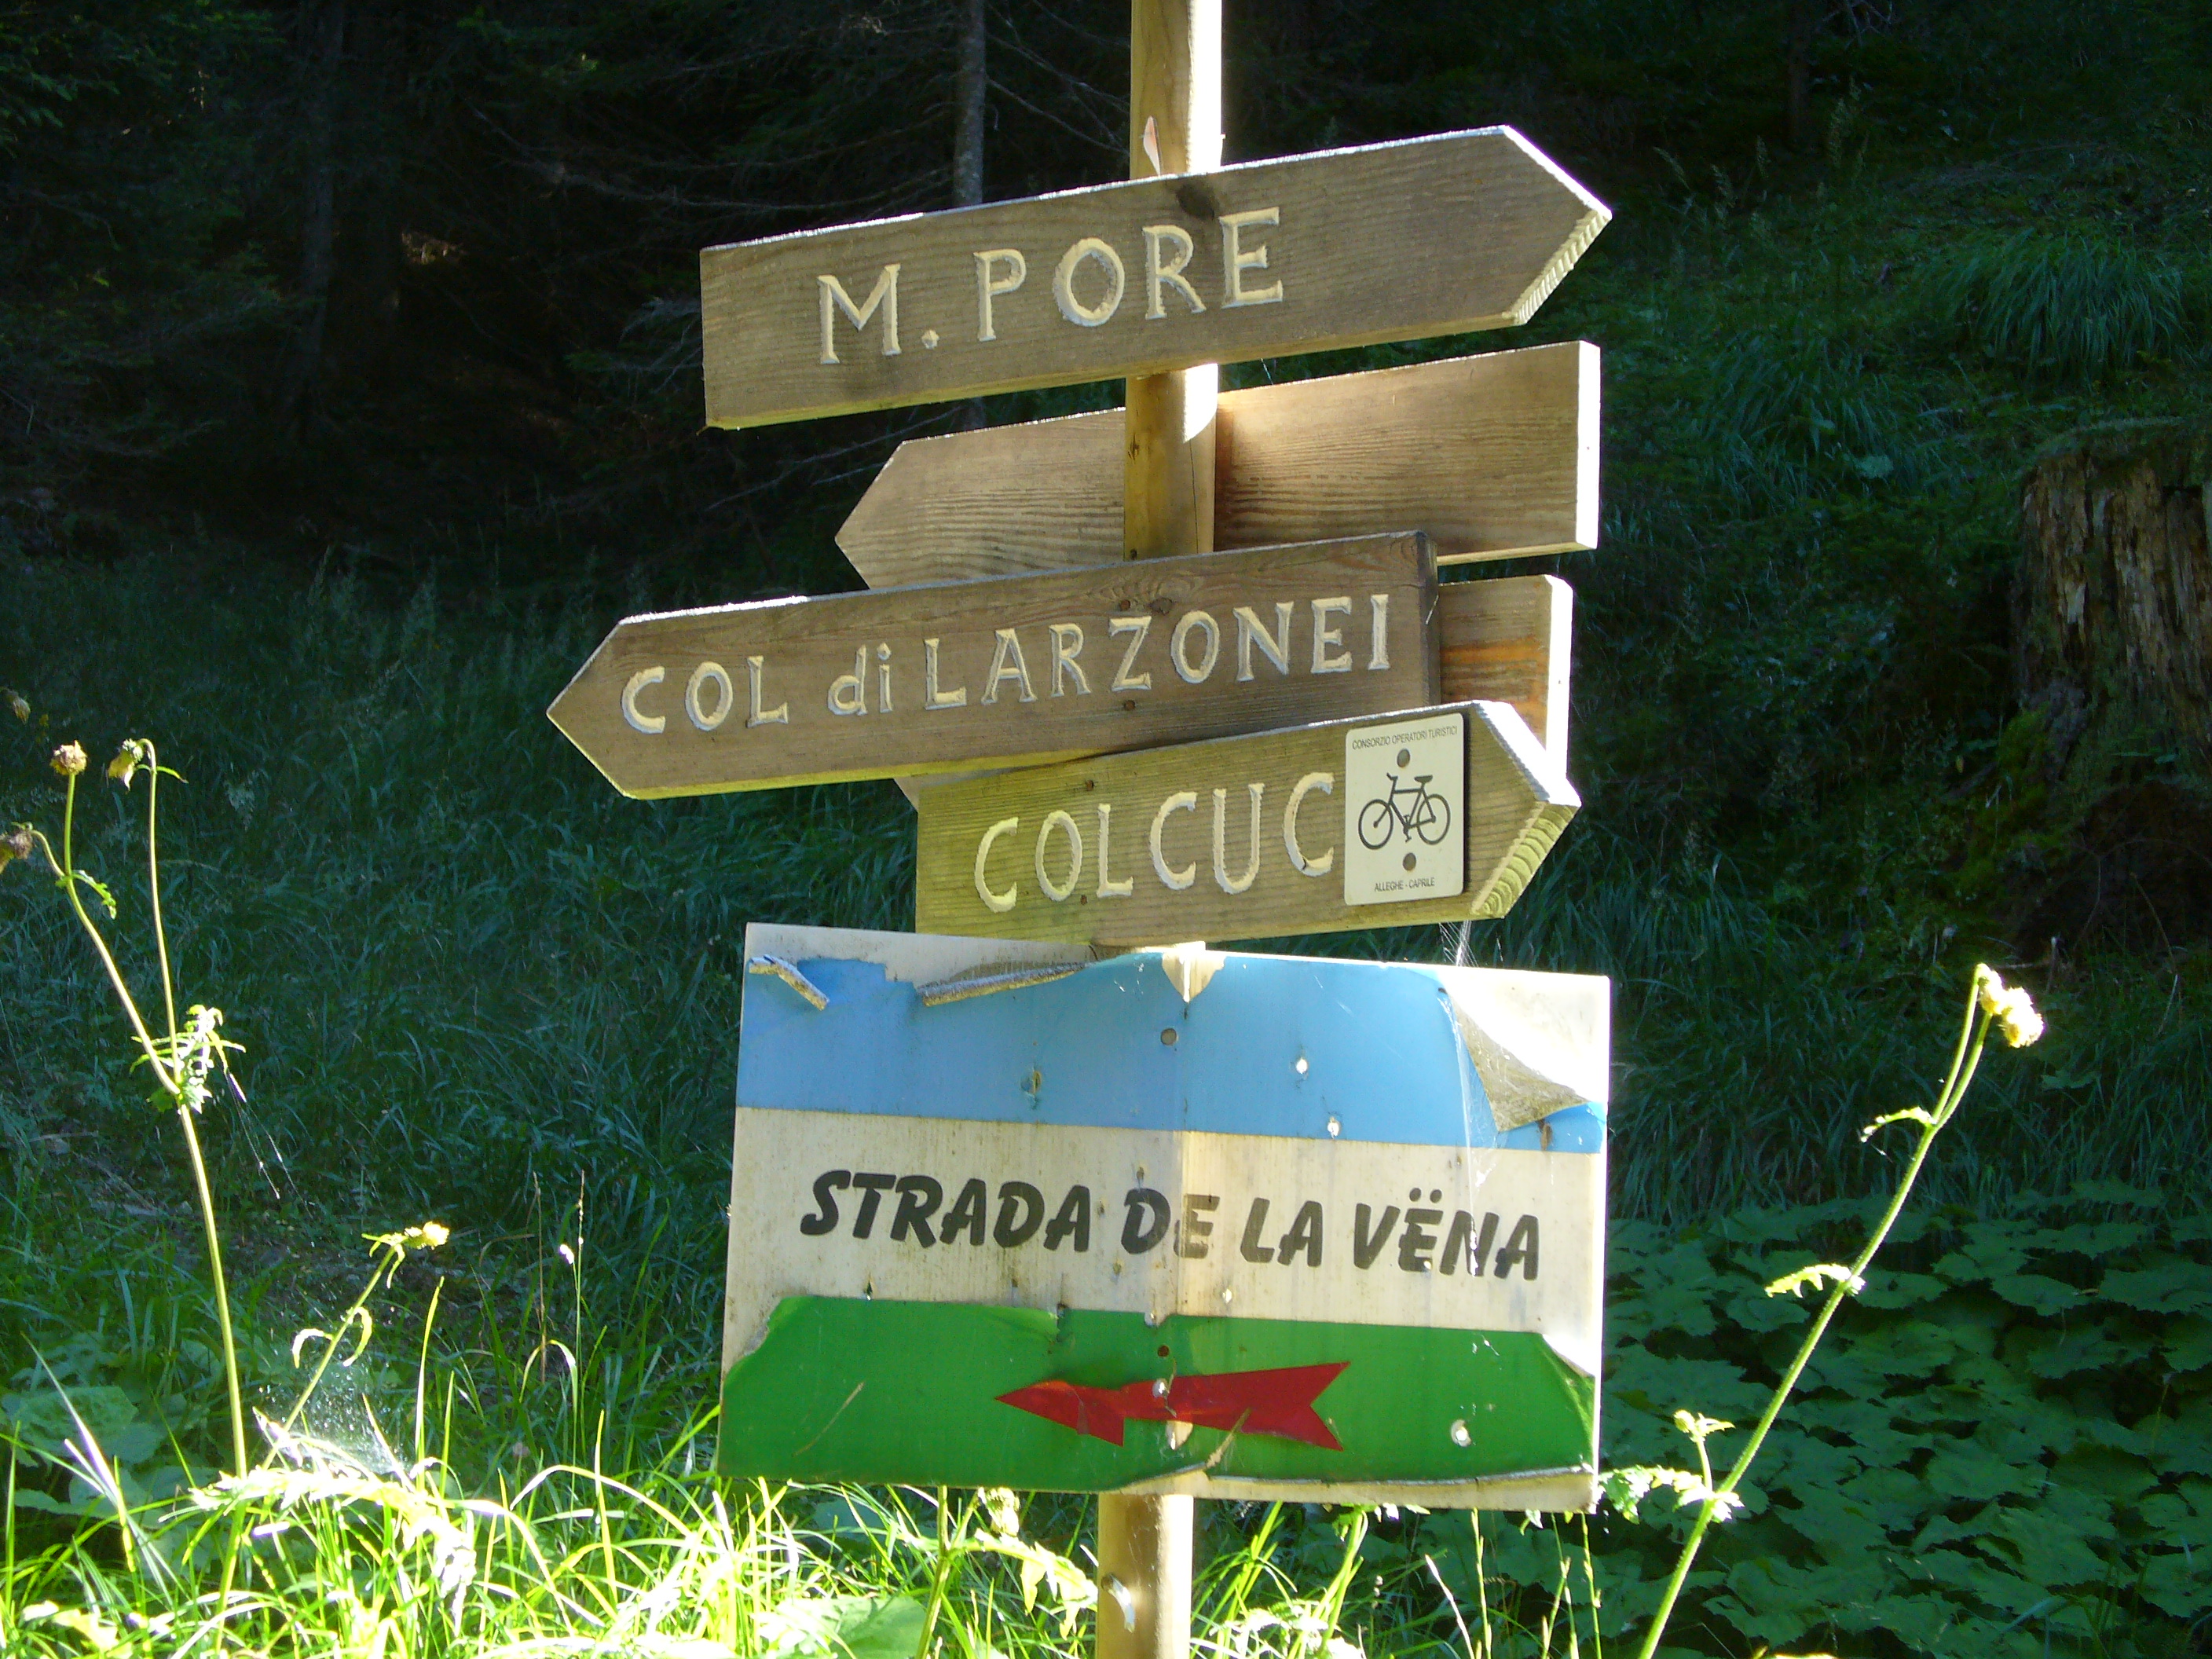 M. PORE
COL di LARZONEI
COLCUC
CONSORZIO OPERATORI TURISTICI
ALLEGHE - CAPRILE
STRADA DE LA VËNA